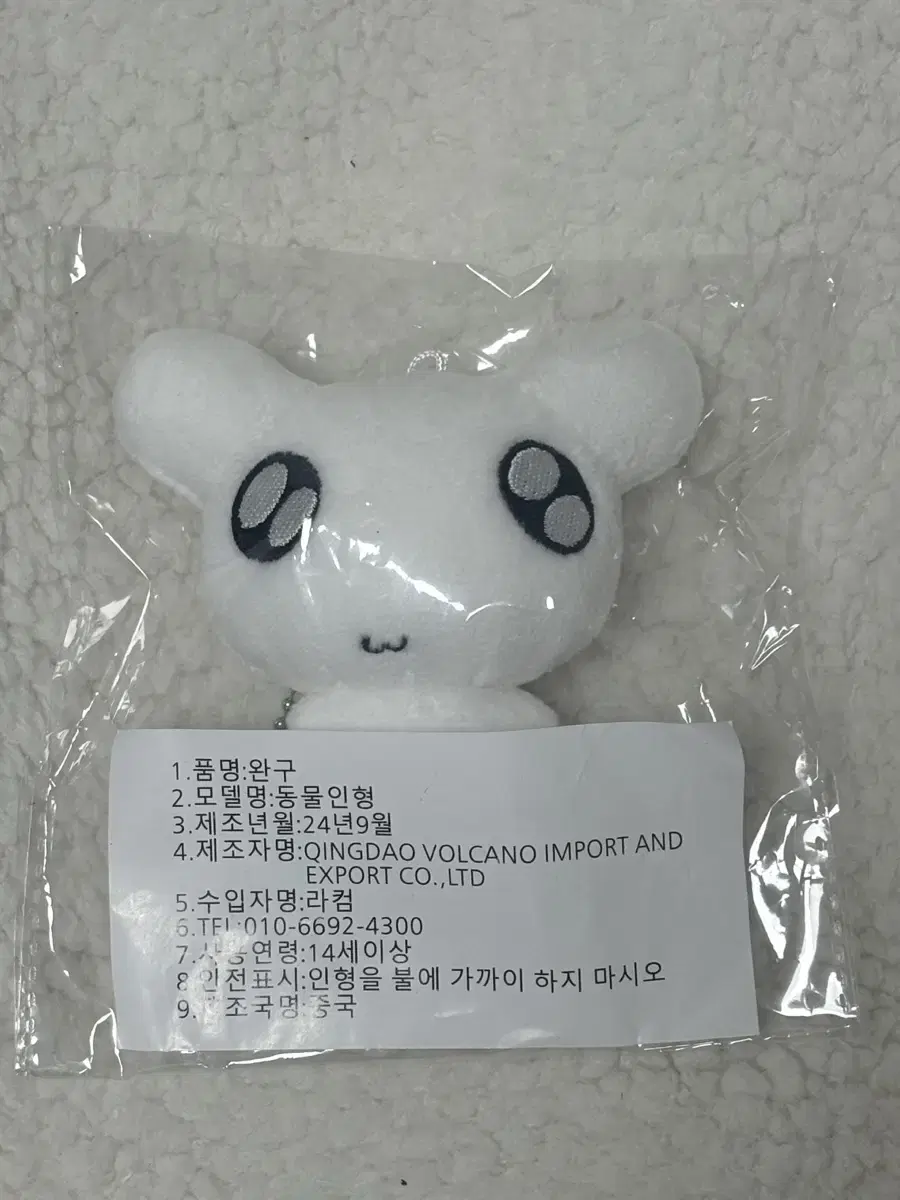 1.품명:완구
2.모델명:동물인형
3.제조년월:24년9월
4.제조자명:QINGDAO VOLCANO IMPORT AND
EXPORT CO.,LTD
5.수입자명:라컴
6.TEL:010-6692-4300
7.사용연령:14세이상
8.안전표시:인형을 불에 가까이 하지 마시오
9.제조국명:중국